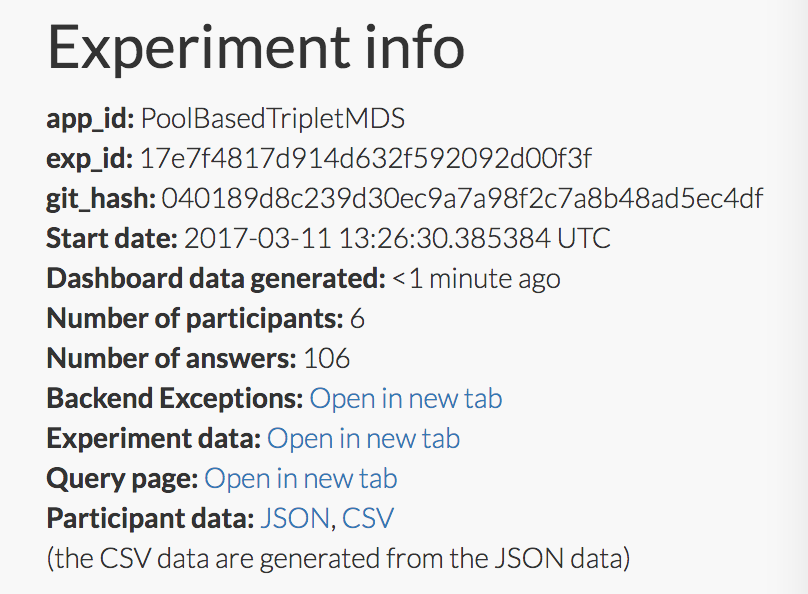 Experiment info
app_id: PoolBasedTripletMDS
exp_id: 17e7f4817d914d632f592092d00f3f
git_hash: 040189d8c239d30ec9a7a98f2c7a8b48ad5ec4df
Start date: 2017-03-11 13:26:30.385384 UTC
Dashboard data generated: <1 minute ago
Number of participants: 6
Number of answers: 106
Backend Exceptions: Open in new tab
Experiment data: Open in new tab
Query page: Open in new tab
Participant data: JSON, CSV
(the CSV data are generated from the JSON data)